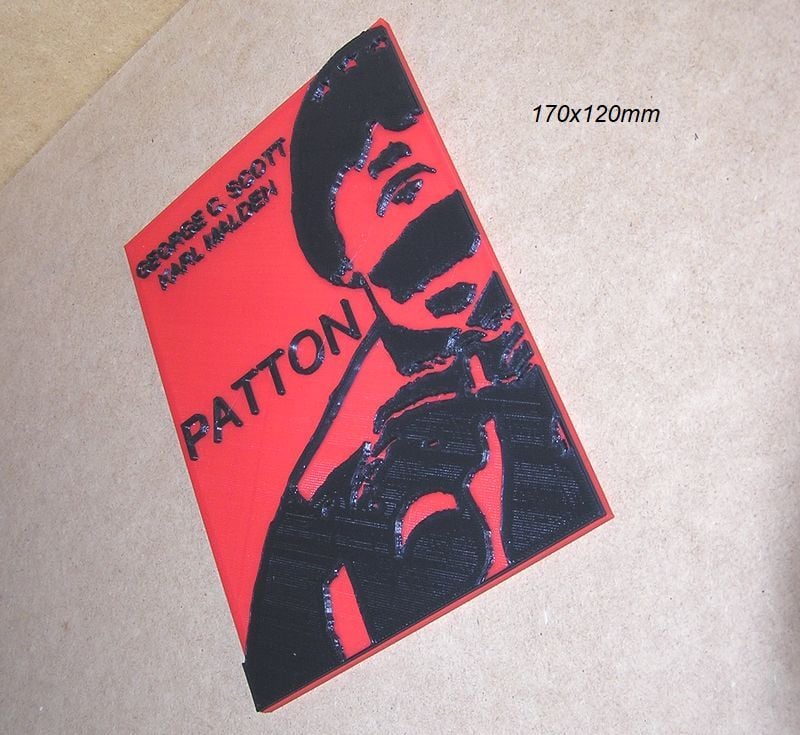 170x120mm
GEORGE C. SCOTT
KARL MALDEN
PATTON